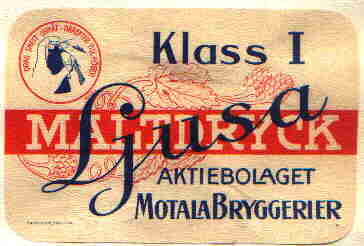 Klass I
Ljusa
MALTDRYCK
AKTIEBOLAGET
MOTALA BRYGGERIER